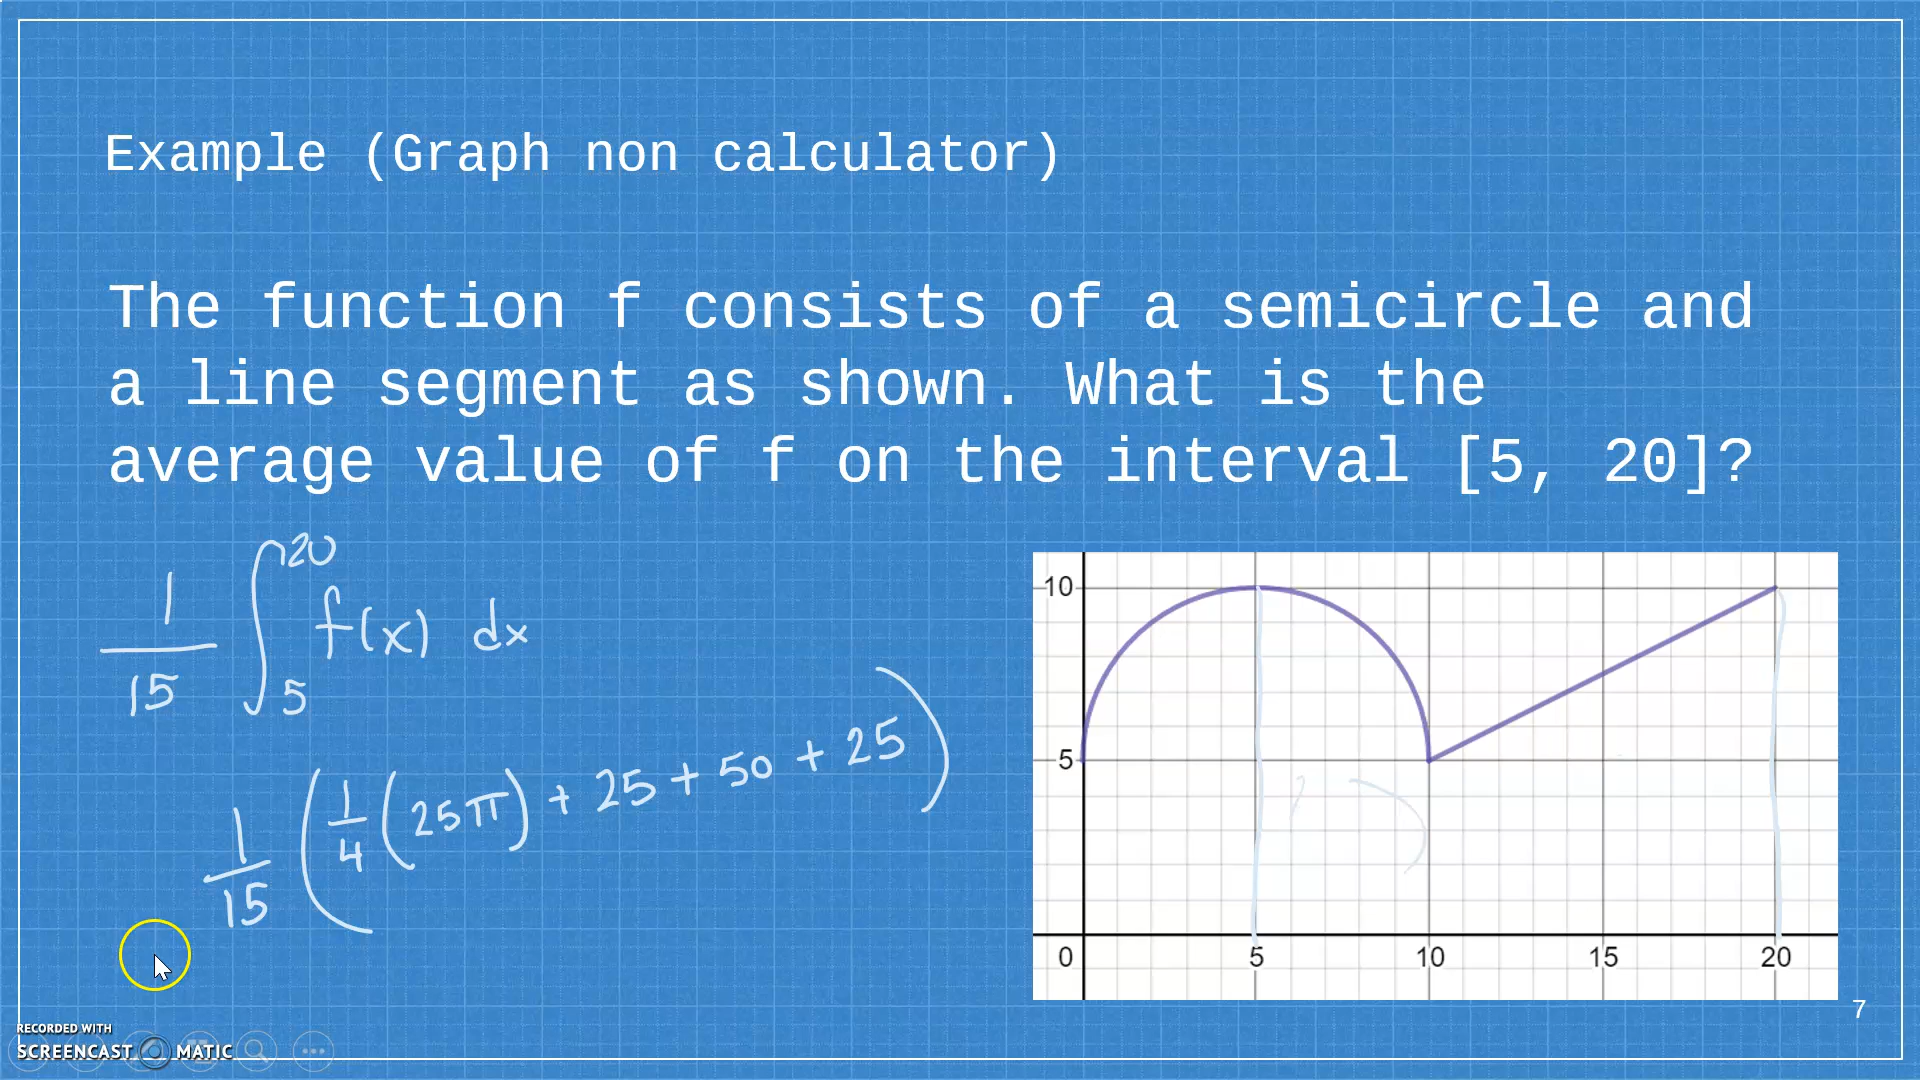 Example (Graph non calculator)
The function f consists of a semicircle and
a line segment as shown. What is the
average value of f on the interval [5, 20]?
1/15 ∫₅²⁰ f(x) dx
1/15 (1/4 (25π) + 25 + 50 + 25)
10
5
0 5 10 15 20
7
RECORDED WITH
SCREENCAST MATIC